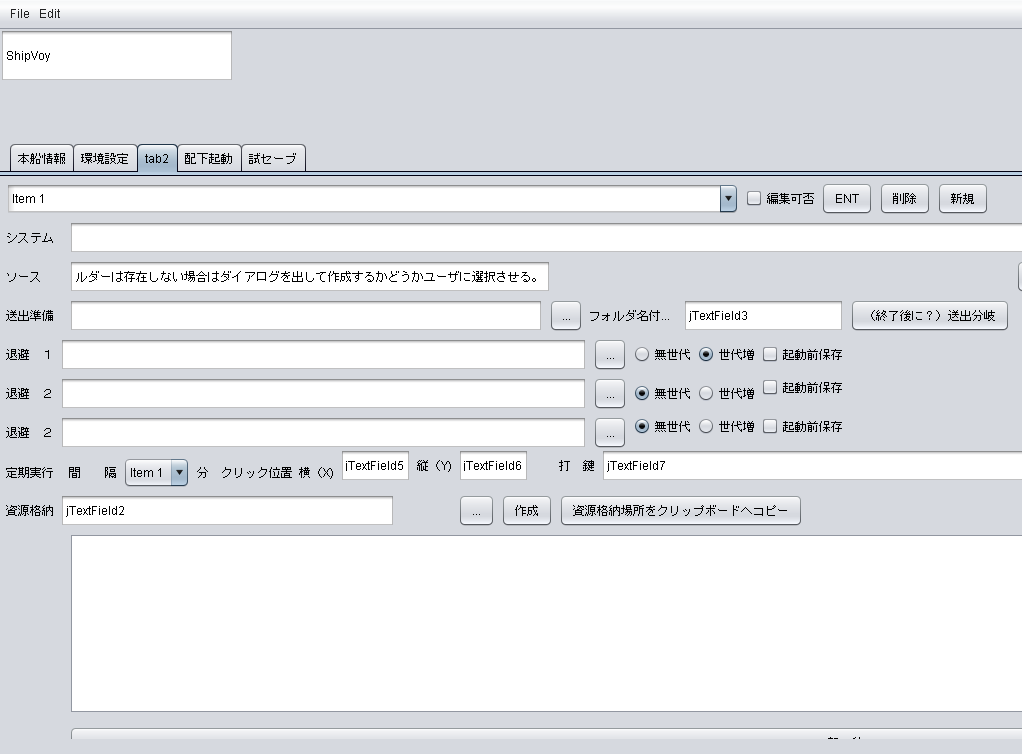 File Edit
ShipVoy
本船情報 環境設定 tab2 配下起動 試セーブ
Item 1 編集可否 ENT 削除 新規
システム
ソース ルダーは存在しない場合はダイアログを出して作成するかどうかユーザに選択させる。
送出準備 ... フォルダ名付... jTextField3 （終了後に？）送出分岐
退避 1 ... 無世代 世代増 起動前保存
退避 2 ... 無世代 世代増 起動前保存
退避 2 ... 無世代 世代増 起動前保存
定期実行 間 隔 Item 1 分 クリック位置 横（X) jTextField5 縦（Y) jTextField6 打 鍵 jTextField7
資源格納 jTextField2 ... 作成 資源格納場所をクリップボードへコピー